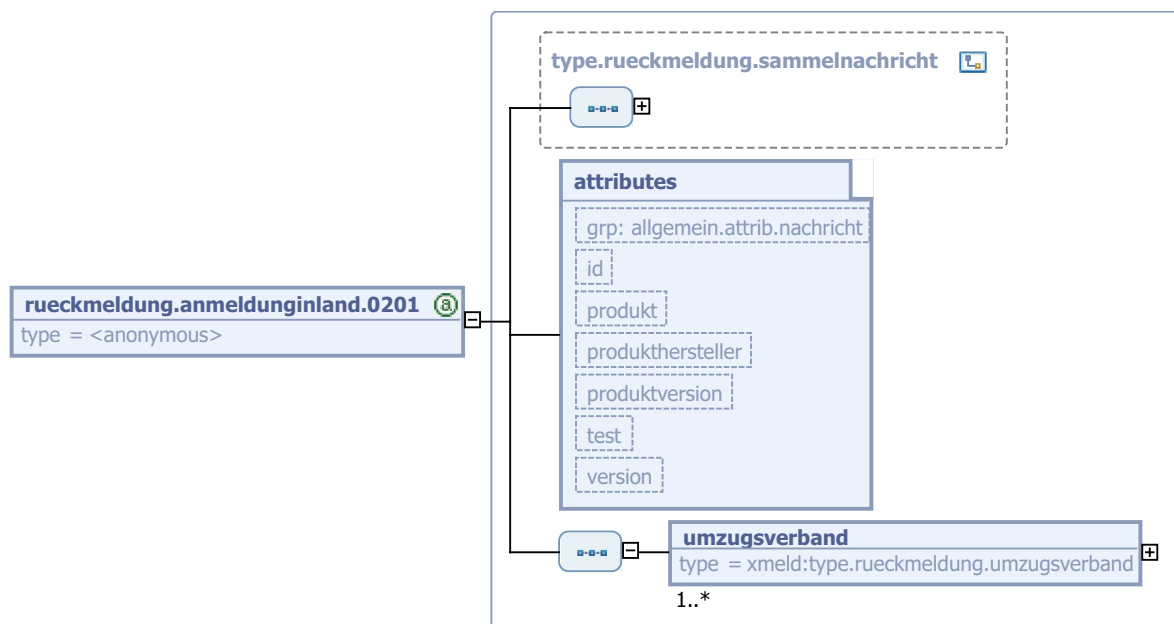 type.rueckmeldung.sammelnachricht
attributes
grp: allgemein.attrib.nachricht
id
produkt
produkthersteller
produktversion
test
version
rueckmeldung.anmeldunginland.0201 @
type = <anonymous>
umzugsverband
type = xmeld:type.rueckmeldung.umzugsverband
1..*